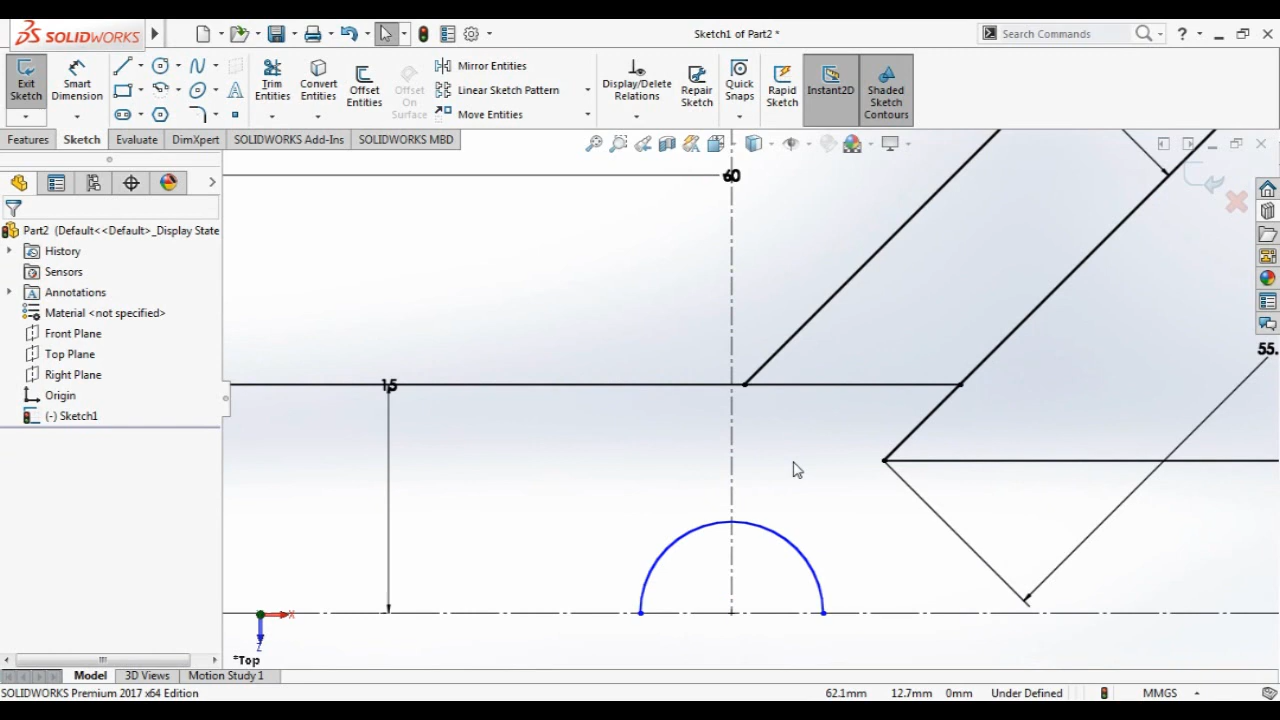 SOLIDWORKS
Sketch1 of Part2 *
Search Commands
?
Exit Sketch
Smart Dimension
Trim Entities
Convert Entities
Offset Entities
Offset On Surface
Mirror Entities
Linear Sketch Pattern
Move Entities
Display/Delete Relations
Repair Sketch
Quick Snaps
Rapid Sketch
Instant2D
Shaded Sketch Contours
Features
Sketch
Evaluate
DimXpert
SOLIDWORKS Add-Ins
SOLIDWORKS MBD
Part2 (Default<<Default>_Display State
History
Sensors
Annotations
Material <not specified>
Front Plane
Top Plane
Right Plane
Origin
(-) Sketch1
60
15
55.
X
Z
*Top
Model
3D Views
Motion Study 1
SOLIDWORKS Premium 2017 x64 Edition
62.1mm
12.7mm
0mm
Under Defined
MMGS